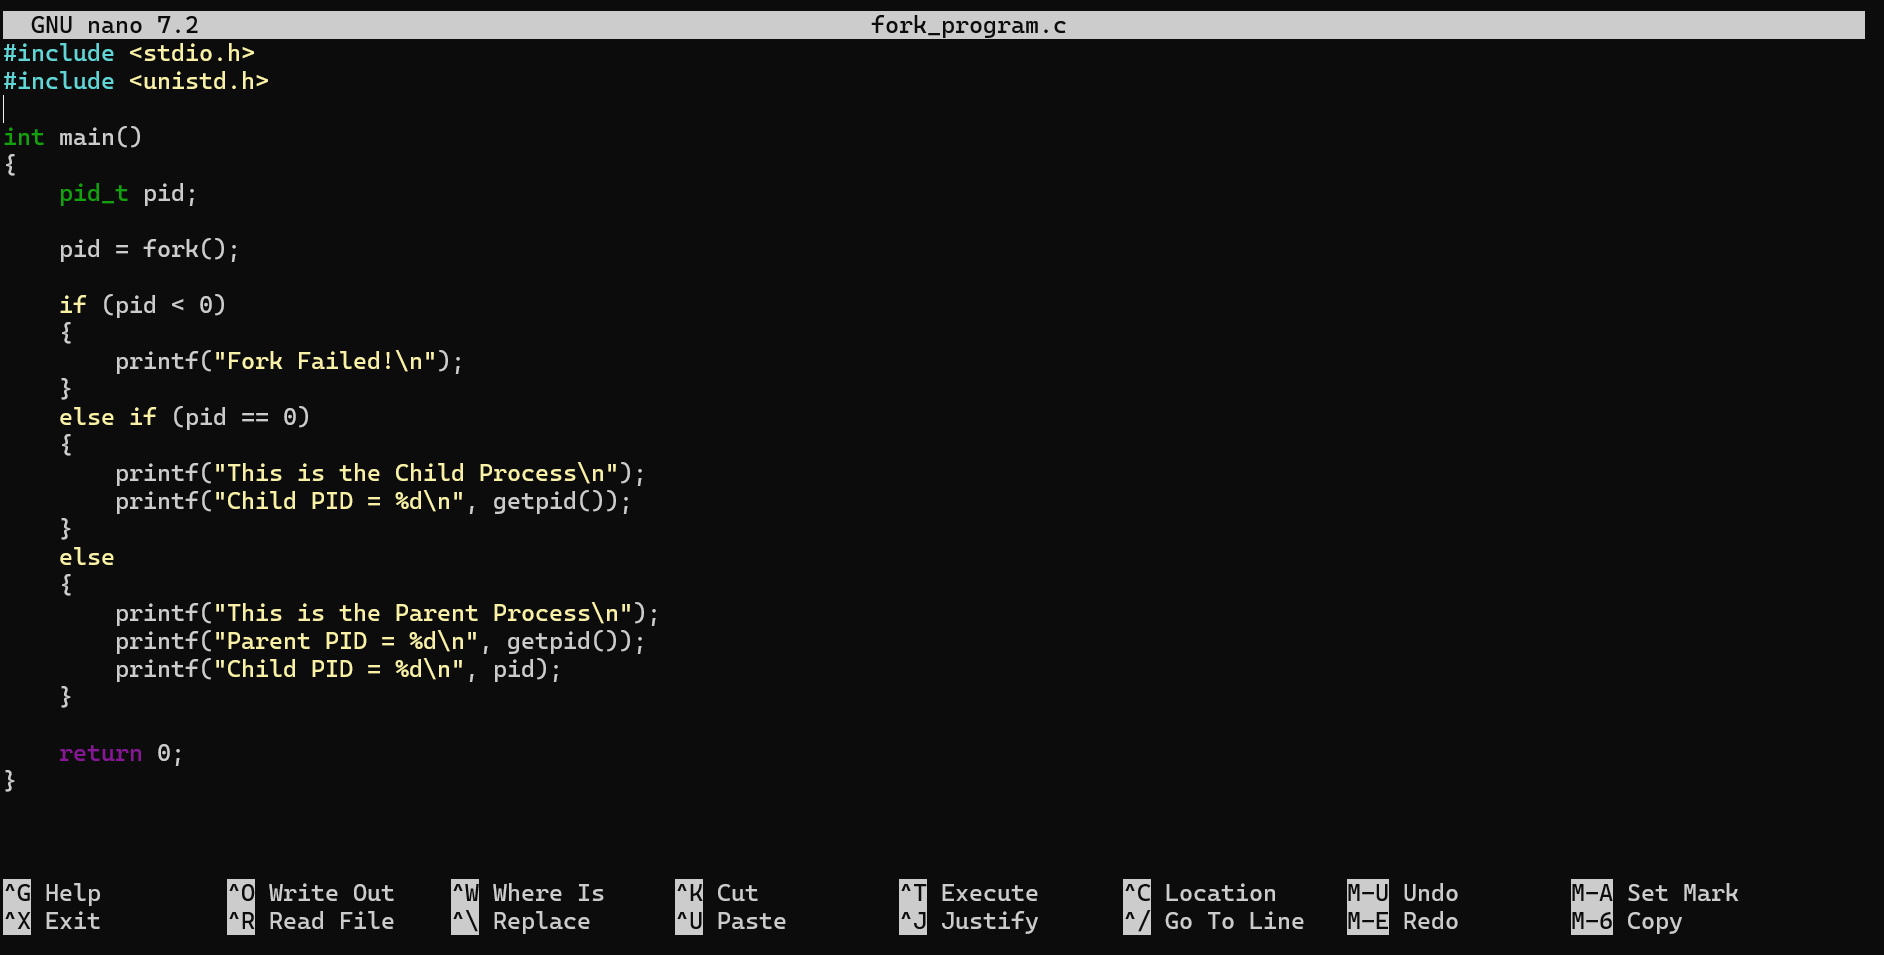 GNU nano 7.2 fork_program.c
#include <stdio.h>
#include <unistd.h>
int main()
{
    pid_t pid;
    pid = fork();
    if (pid < 0)
    {
        printf("Fork Failed!\n");
    }
    else if (pid == 0)
    {
        printf("This is the Child Process\n");
        printf("Child PID = %d\n", getpid());
    }
    else
    {
        printf("This is the Parent Process\n");
        printf("Parent PID = %d\n", getpid());
        printf("Child PID = %d\n", pid);
    }
    return 0;
}
^G Help ^O Write Out ^W Where Is ^K Cut ^T Execute ^C Location M-U Undo M-A Set Mark
^X Exit ^R Read File ^\ Replace ^U Paste ^J Justify ^/ Go To Line M-E Redo M-6 Copy